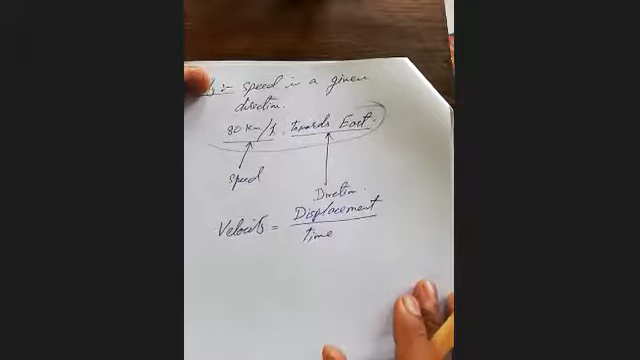 :- speed in a given
direction.
80 km/h, towards East.
speed
Direction.
Velocity = Displacement
time